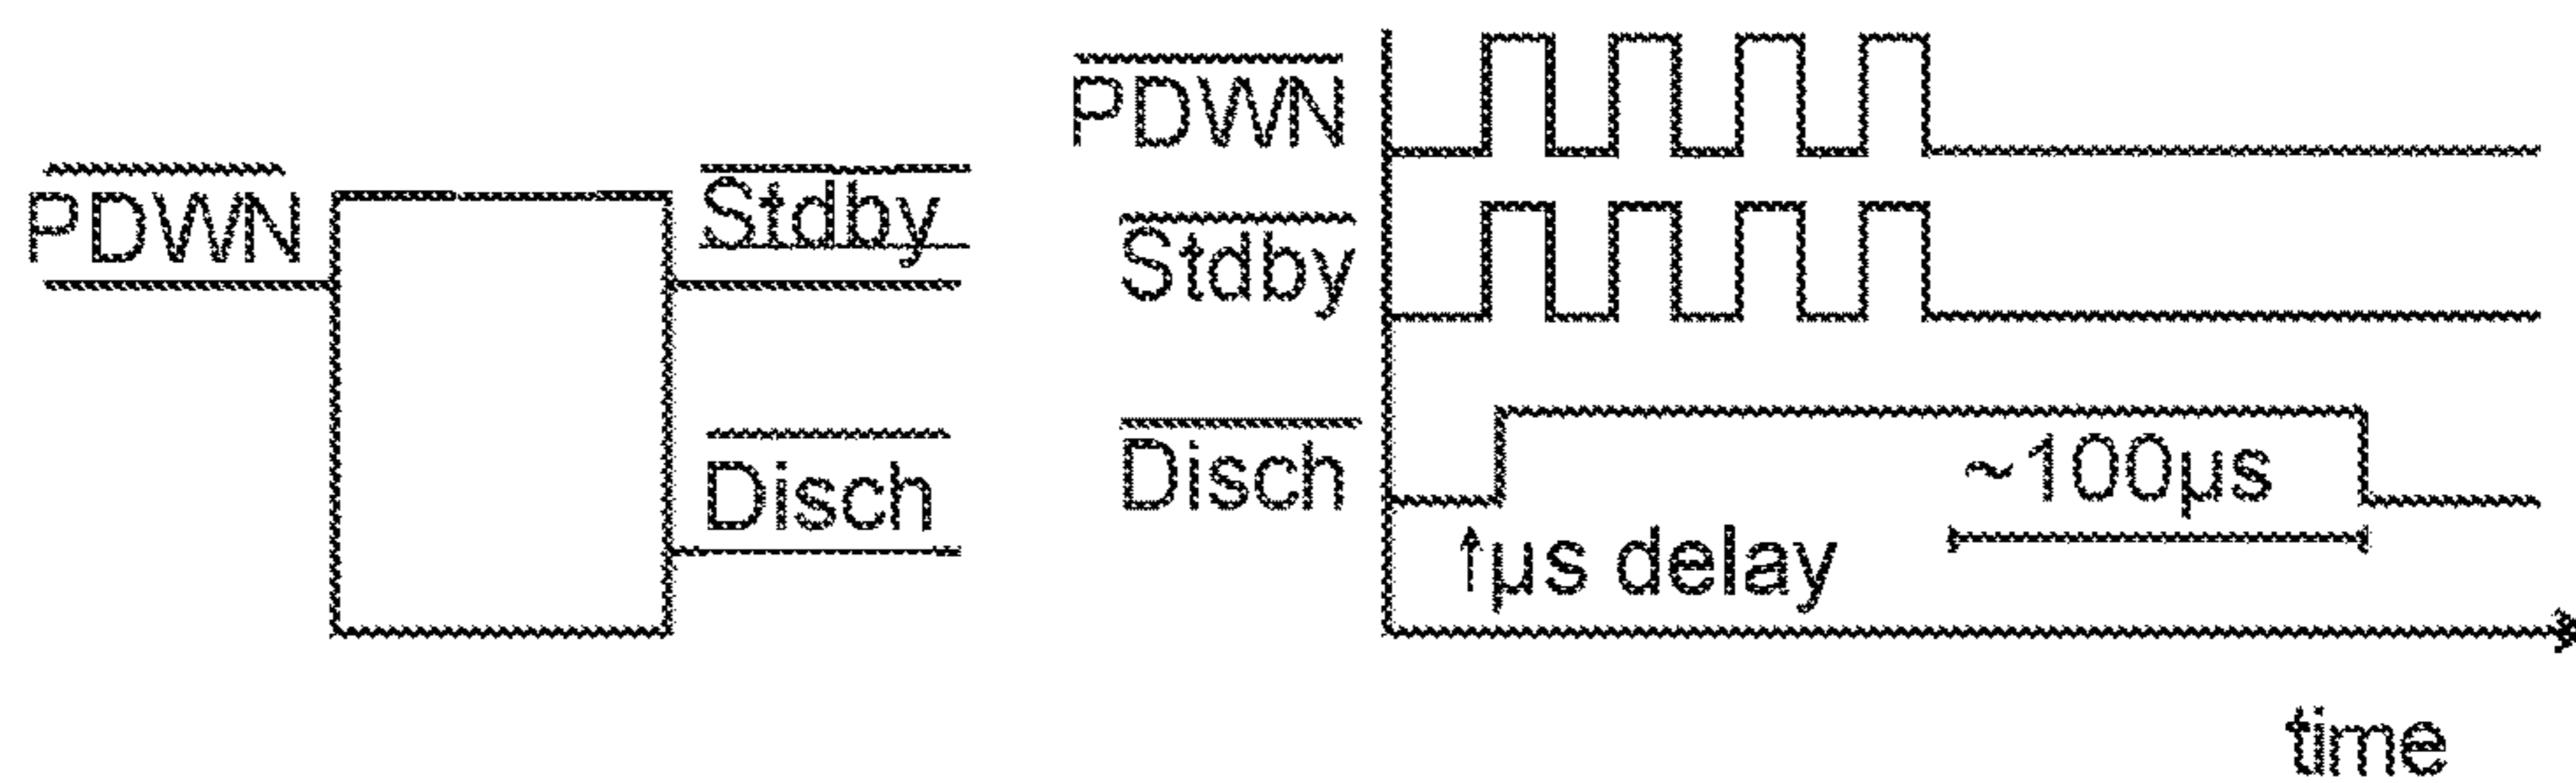 PDWN
Stdby
Disch
PDWN
Stdby
Disch
~100µs
↑µs delay
time